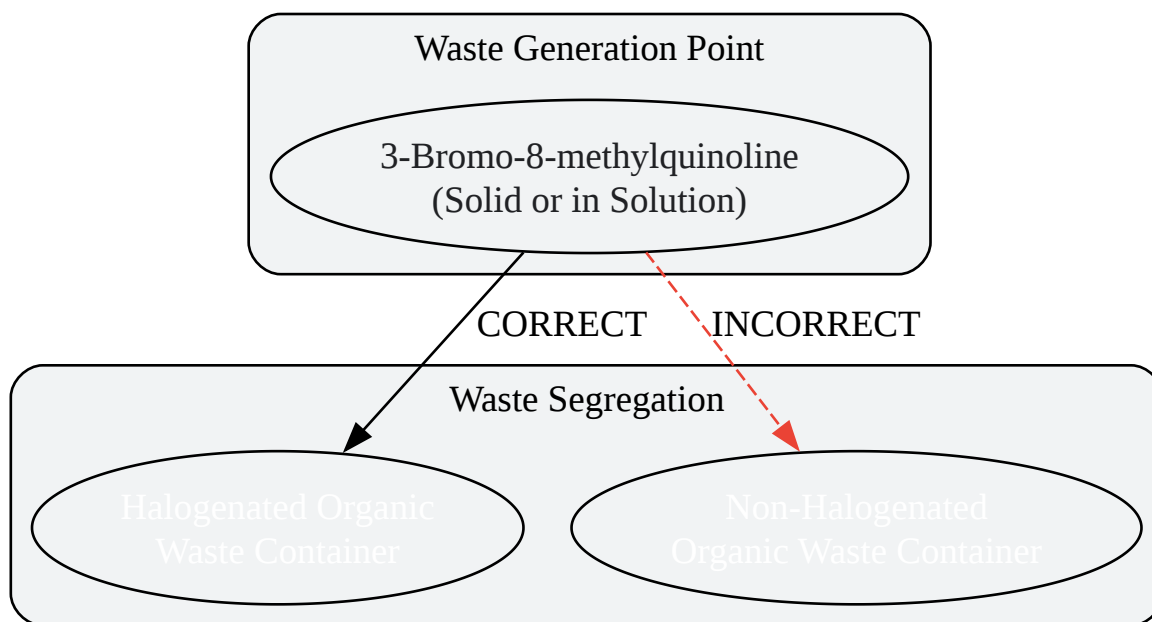 Waste Generation Point
3-Bromo-8-methylquinoline
(Solid or in Solution)
CORRECT
INCORRECT
Waste Segregation
Halogenated Organic
Waste Container
Non-Halogenated
Organic Waste Container